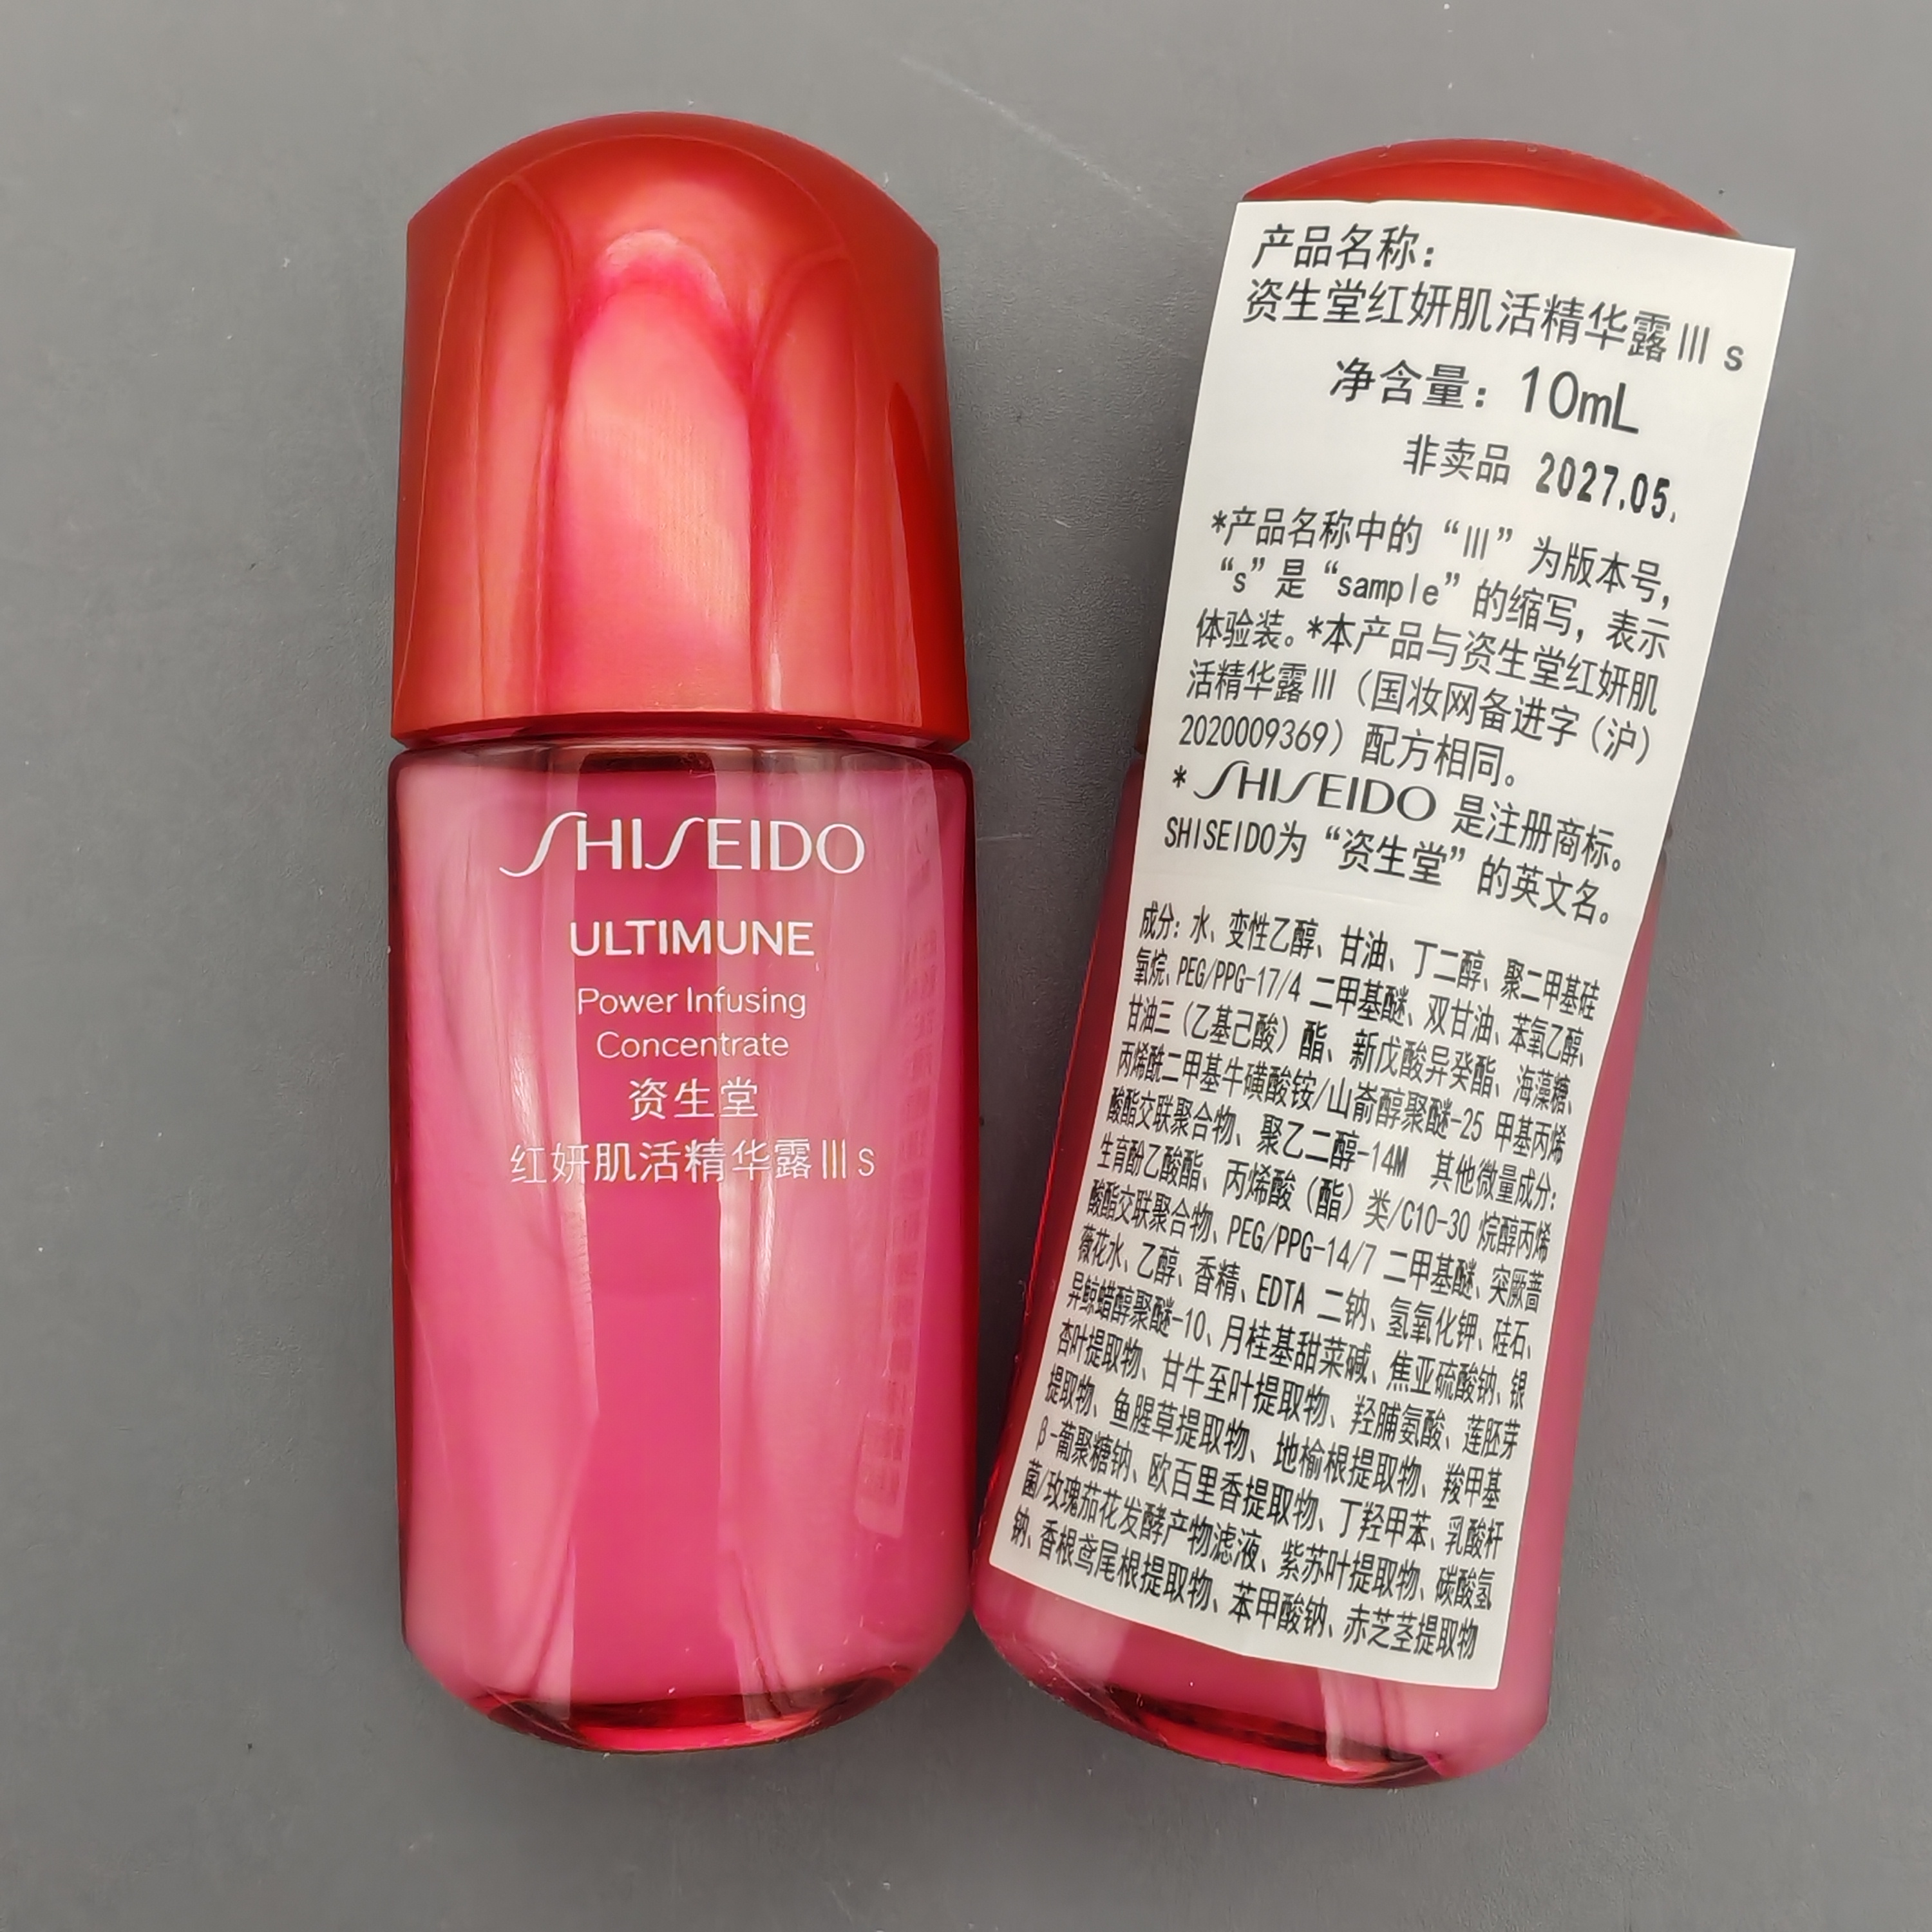 SHISEIDO
ULTIMUNE
Power Infusing
Concentrate
资生堂
红妍肌活精华露III s
产品名称：
资生堂红妍肌活精华露III s
净含量：10mL
非卖品 2027.05.
*产品名称中的“III”为版本号，
“s”是“sample”的缩写，表示
体验装。*本产品与资生堂红妍肌
活精华露III（国妆网备进字（沪）
2020009369）配方相同。
* SHISEIDO 是注册商标。
SHISEIDO为“资生堂”的英文名。
成分：水、变性乙醇、甘油、丁二醇、聚二甲基硅
氧烷、PEG/PPG-17/4 二甲基醚、双甘油、苯氧乙醇、
甘油三（乙基己酸）酯、新戊酸异癸酯、海藻糖、
丙烯酰二甲基牛磺酸铵/山嵛醇聚醚-25 甲基丙烯
酸酯交联聚合物、聚乙二醇-14M 其他微量成分：
生育酚乙酸酯、丙烯酸（酯）类/C10-30 烷醇丙烯
酸酯交联聚合物、PEG/PPG-14/7 二甲基醚、突厥蔷
薇花水、乙醇、香精、EDTA 二钠、氢氧化钾、硅石、
异鲸蜡醇聚醚-10、月桂基甜菜碱、焦亚硫酸钠、银
杏叶提取物、甘牛至叶提取物、羟脯氨酸、莲胚芽
提取物、鱼腥草提取物、地榆根提取物、羧甲基
β-葡聚糖钠、欧百里香提取物、丁羟甲苯、乳酸杆
菌/玫瑰茄花发酵产物滤液、紫苏叶提取物、碳酸氢
钠、香根鸢尾根提取物、苯甲酸钠、赤芝茎提取物